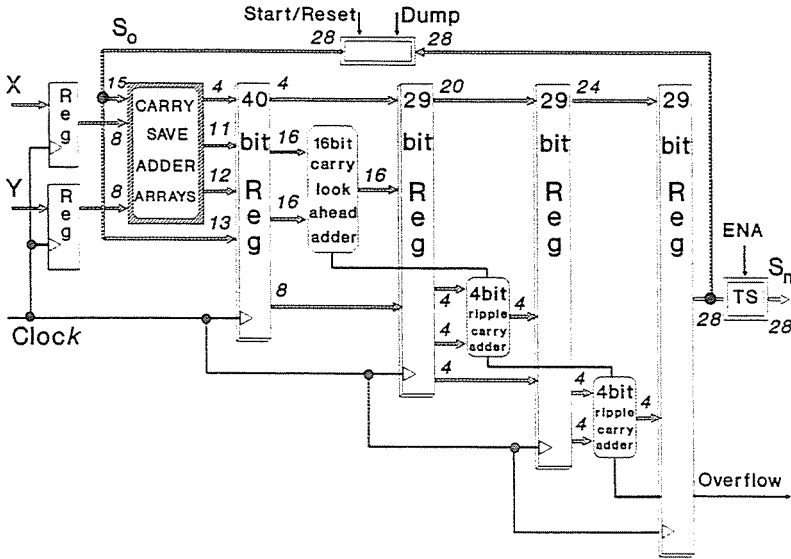 Start/Reset
Dump
S₀
28
28
X
Reg
15
8
CARRY
SAVE
ADDER
ARRAYS
4
11
12
13
40
bit
Reg
4
16
16
16bit
carry
look
ahead
adder
16
29
bit
Reg
20
29
bit
Reg
24
29
bit
Reg
Y
Reg
8
8
4
4
4
4bit
ripple
carry
adder
4
4
4
4bit
ripple
carry
adder
4
ENA
TS
Sn
28
28
Clock
Overflow